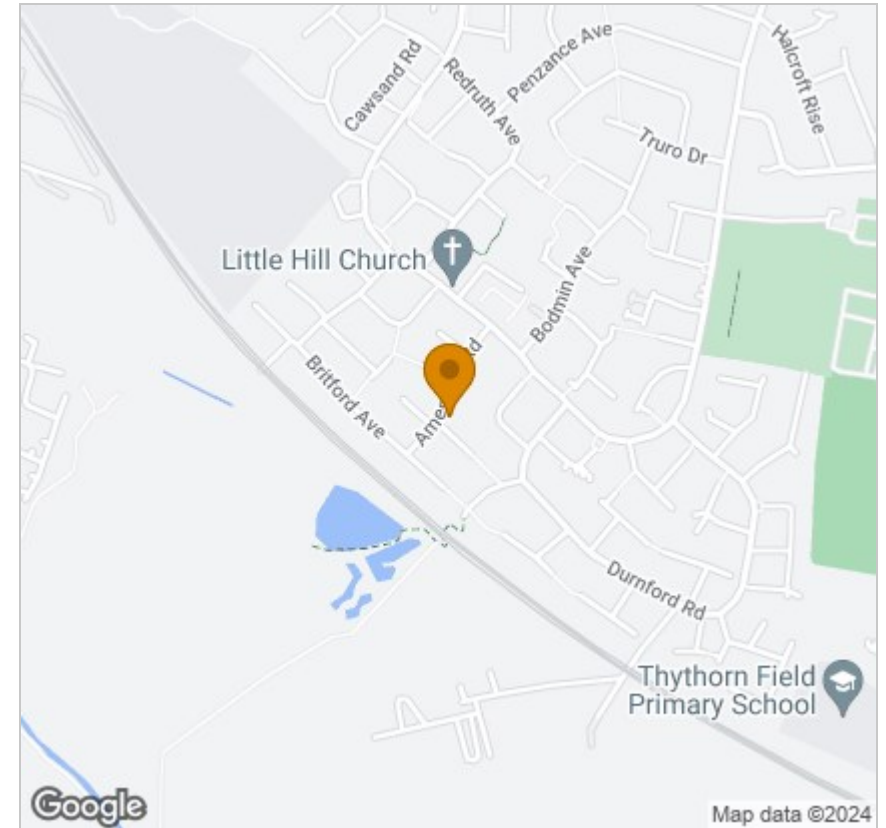 Cawsand Rd
Redruth Ave
Penzance Ave
Halcroft Rise
Truro Dr
Little Hill Church
Bodmin Ave
Britford Ave
Durnford Rd
Thythorn Field
Primary School
Google
Map data ©2024